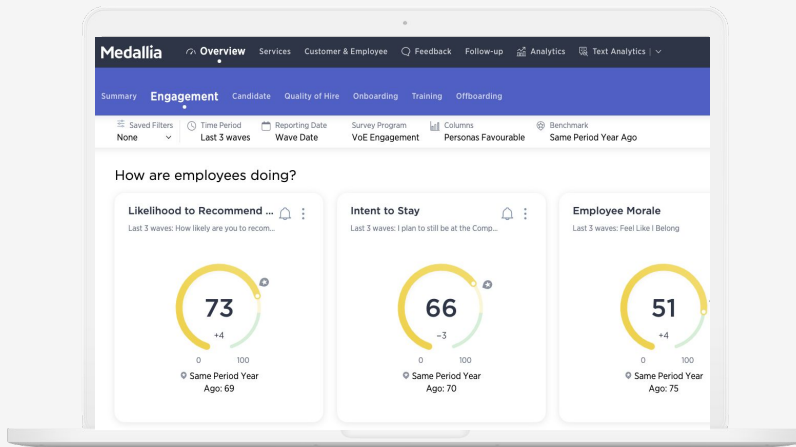 Medallia Overview Services Customer & Employee Feedback Follow-up Analytics Text Analytics
Summary Engagement Candidate Quality of Hire Onboarding Training Offboarding
Saved Filters Time Period Reporting Date Survey Program Columns Benchmark
None Last 3 waves Wave Date VoE Engagement Personas Favourable Same Period Year Ago
How are employees doing?
Likelihood to Recommend ...
Last 3 waves: How likely are you to recom...
73
+4
0 100
Same Period Year
Ago: 69
Intent to Stay
Last 3 waves: I plan to still be at the Comp...
66
−3
0 100
Same Period Year
Ago: 70
Employee Morale
Last 3 waves: Feel Like I Belong
51
+4
0 100
Same Period Year
Ago: 75